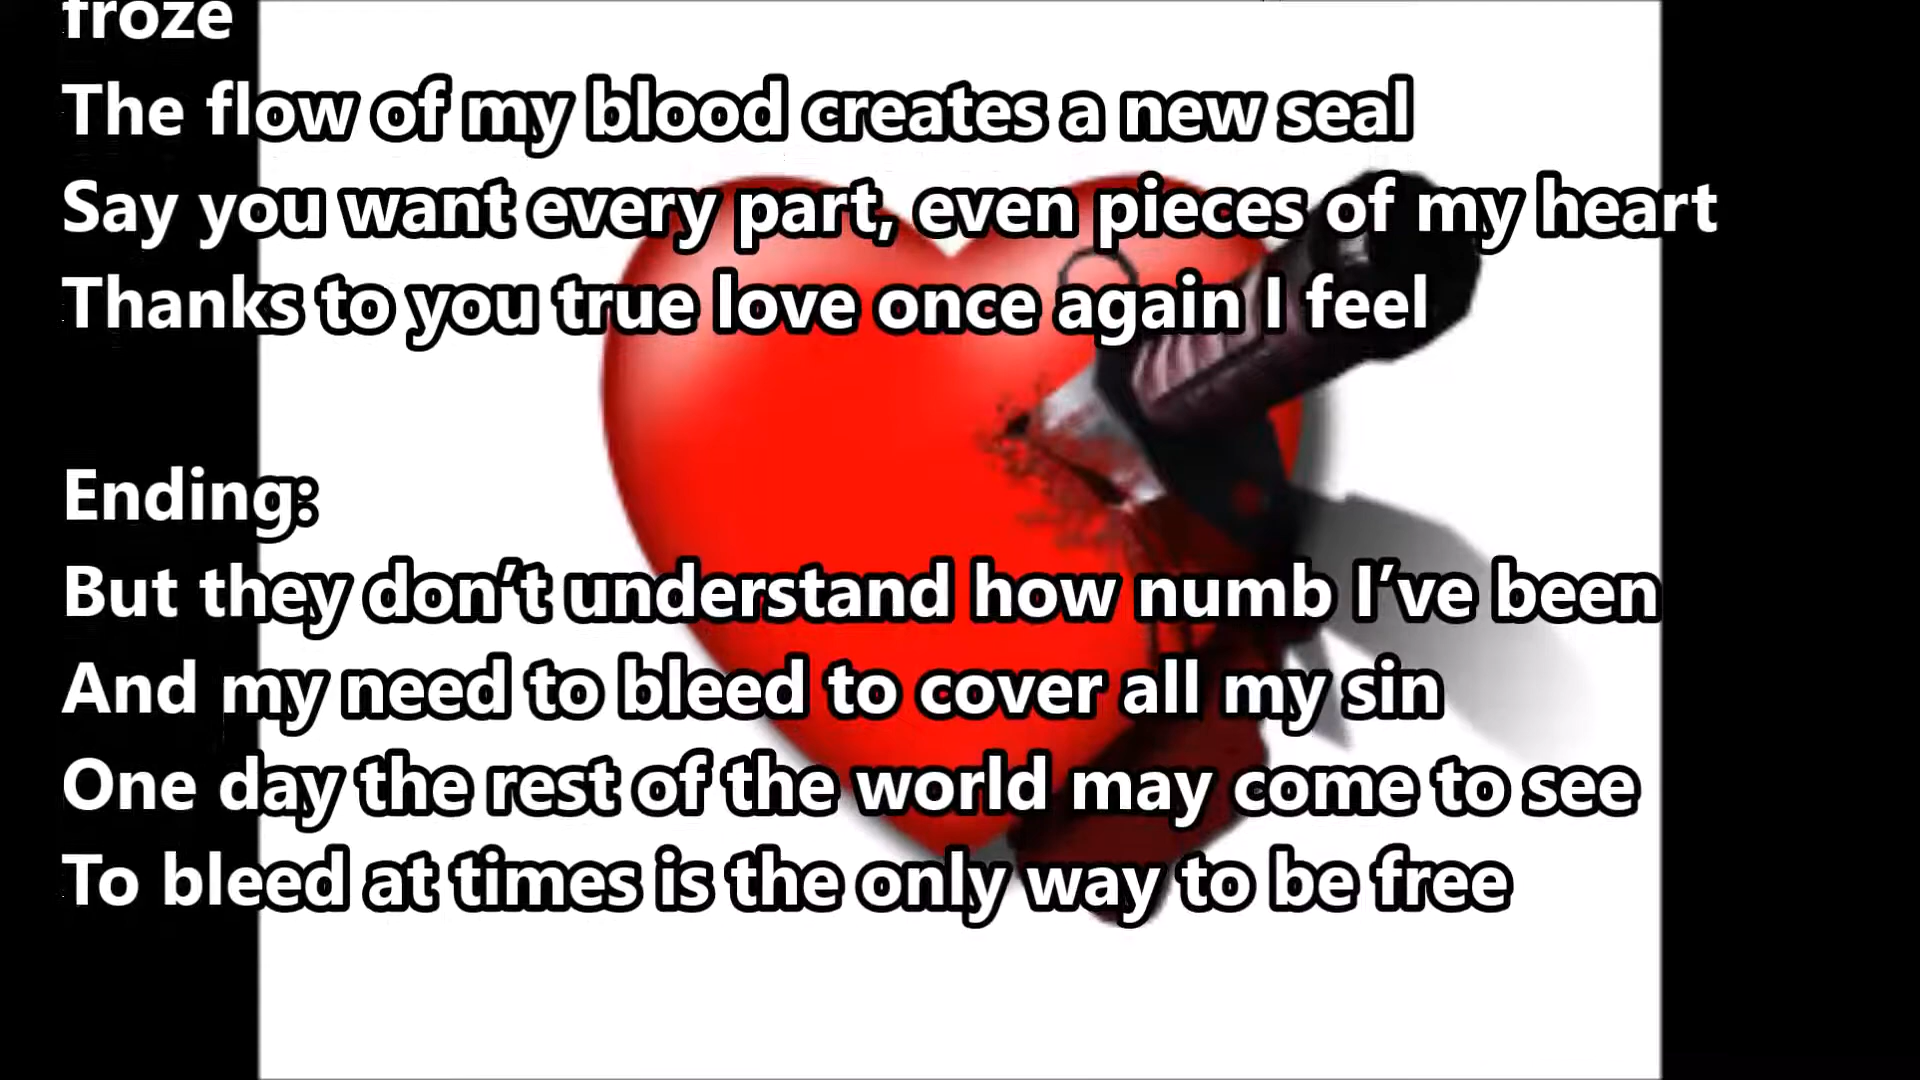 froze
The flow of my blood creates a new seal
Say you want every part, even pieces of my heart
Thanks to you true love once again I feel
Ending:
But they don’t understand how numb I’ve been
And my need to bleed to cover all my sin
One day the rest of the world may come to see
To bleed at times is the only way to be free